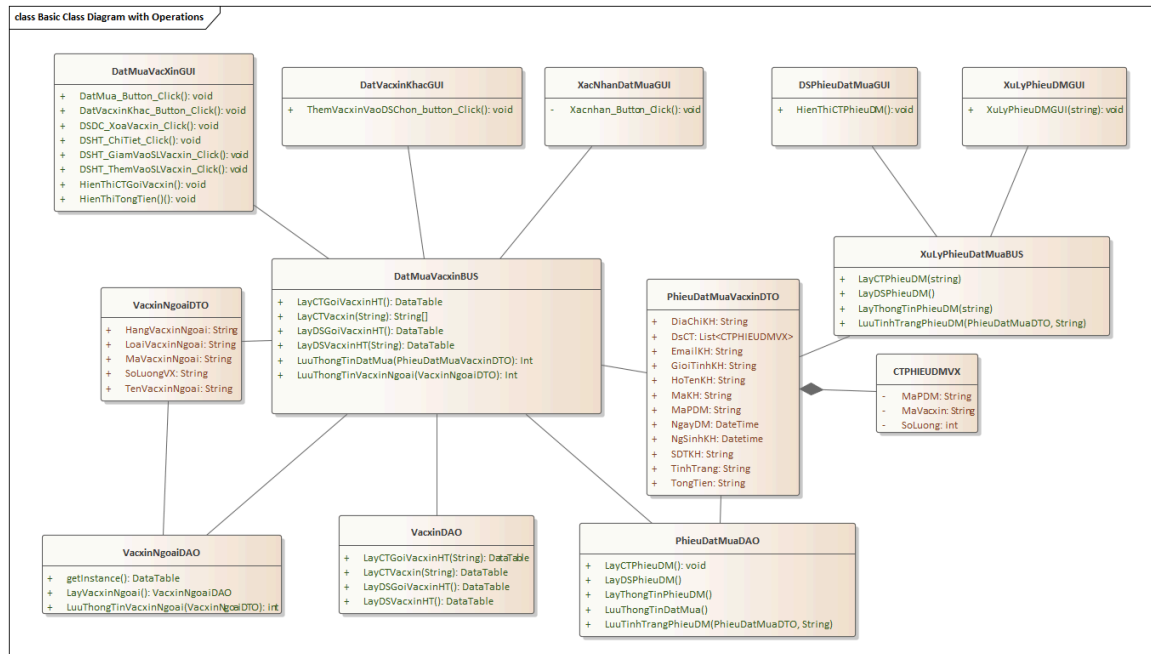 class Basic Class Diagram with Operations
DatMuaVacXinGUI
+ DatMua_Button_Click(): void
+ DatVacxinKhac_Button_Click(): void
+ DSDC_XoaVacxin_Click(): void
+ DSHT_ChiTiet_Click(): void
+ DSHT_GiamVaoSLVacxin_Click(): void
+ DSHT_ThemVaoSLVacxin_Click(): void
+ HienThiCTGoiVacxin(): void
+ HienThiTongTien()(): void
DatVacxinKhacGUI
+ ThemVacxinVaoDSChon_button_Click(): void
XacNhanDatMuaGUI
- Xacnhan_Button_Click(): void
DSPhieuDatMuaGUI
+ HienThiCTPhieuDM():void
XuLyPhieuDMGUI
+ XuLyPhieuDMGUI(string): void
DatMuaVacxinBUS
+ LayCTGoiVacxinHT(): DataTable
+ LayCTVacxin(String): String[]
+ LayDSGoiVacxinHT(): DataTable
+ LayDSVacxinHT(String): DataTable
+ LuuThongTinDatMua(PhieuDatMuaVacxinDTO): Int
+ LuuThongTinVacxinNgoai(VacxinNgoaiDTO): Int
XuLyPhieuDatMuaBUS
+ LayCTPhieuDM(string)
+ LayDSPhieuDM()
+ LayThongTinPhieuDM(string)
+ LuuTinhTrangPhieuDM(PhieuDatMuaDTO, String)
VacxinNgoaiDTO
+ HangVacxinNgoai: String
+ LoaiVacxinNgoai: String
+ MaVacxinNgoai: String
+ SoLuongVX: String
+ TenVacxinNgoai: String
PhieuDatMuaVacxinDTO
+ DiaChiKH: String
+ DsCT: List<CTPHIEUDMVX>
+ EmailKH: String
+ GioiTinhKH: String
+ HoTenKH: String
+ MaKH: String
+ MaPDM: String
+ NgayDM: DateTime
+ NgSinhKH: Datetime
+ SDTKH: String
+ TinhTrang: String
+ TongTien: String
CTPHIEUDMVX
- MaPDM: String
- MaVacxin: String
- SoLuong: int
VacxinNgoaiDAO
+ getInstance(): DataTable
+ LayVacxinNgoai(): VacxinNgoaiDAO
+ LuuThongTinVacxinNgoai(VacxinNgoaiDTO): int
VacxinDAO
+ LayCTGoiVacxinHT(String): DataTable
+ LayCTVacxin(String): DataTable
+ LayDSGoiVacxinHT(): DataTable
+ LayDSVacxinHT(): DataTable
PhieuDatMuaDAO
+ LayCTPhieuDM(): void
+ LayDSPhieuDM()
+ LayThongTinPhieuDM()
+ LuuThongTinDatMua()
+ LuuTinhTrangPhieuDM(PhieuDatMuaDTO, String)